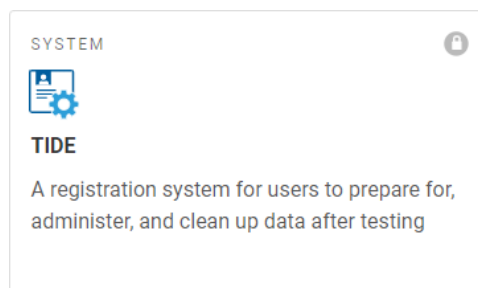 SYSTEM
TIDE
A registration system for users to prepare for,
administer, and clean up data after testing